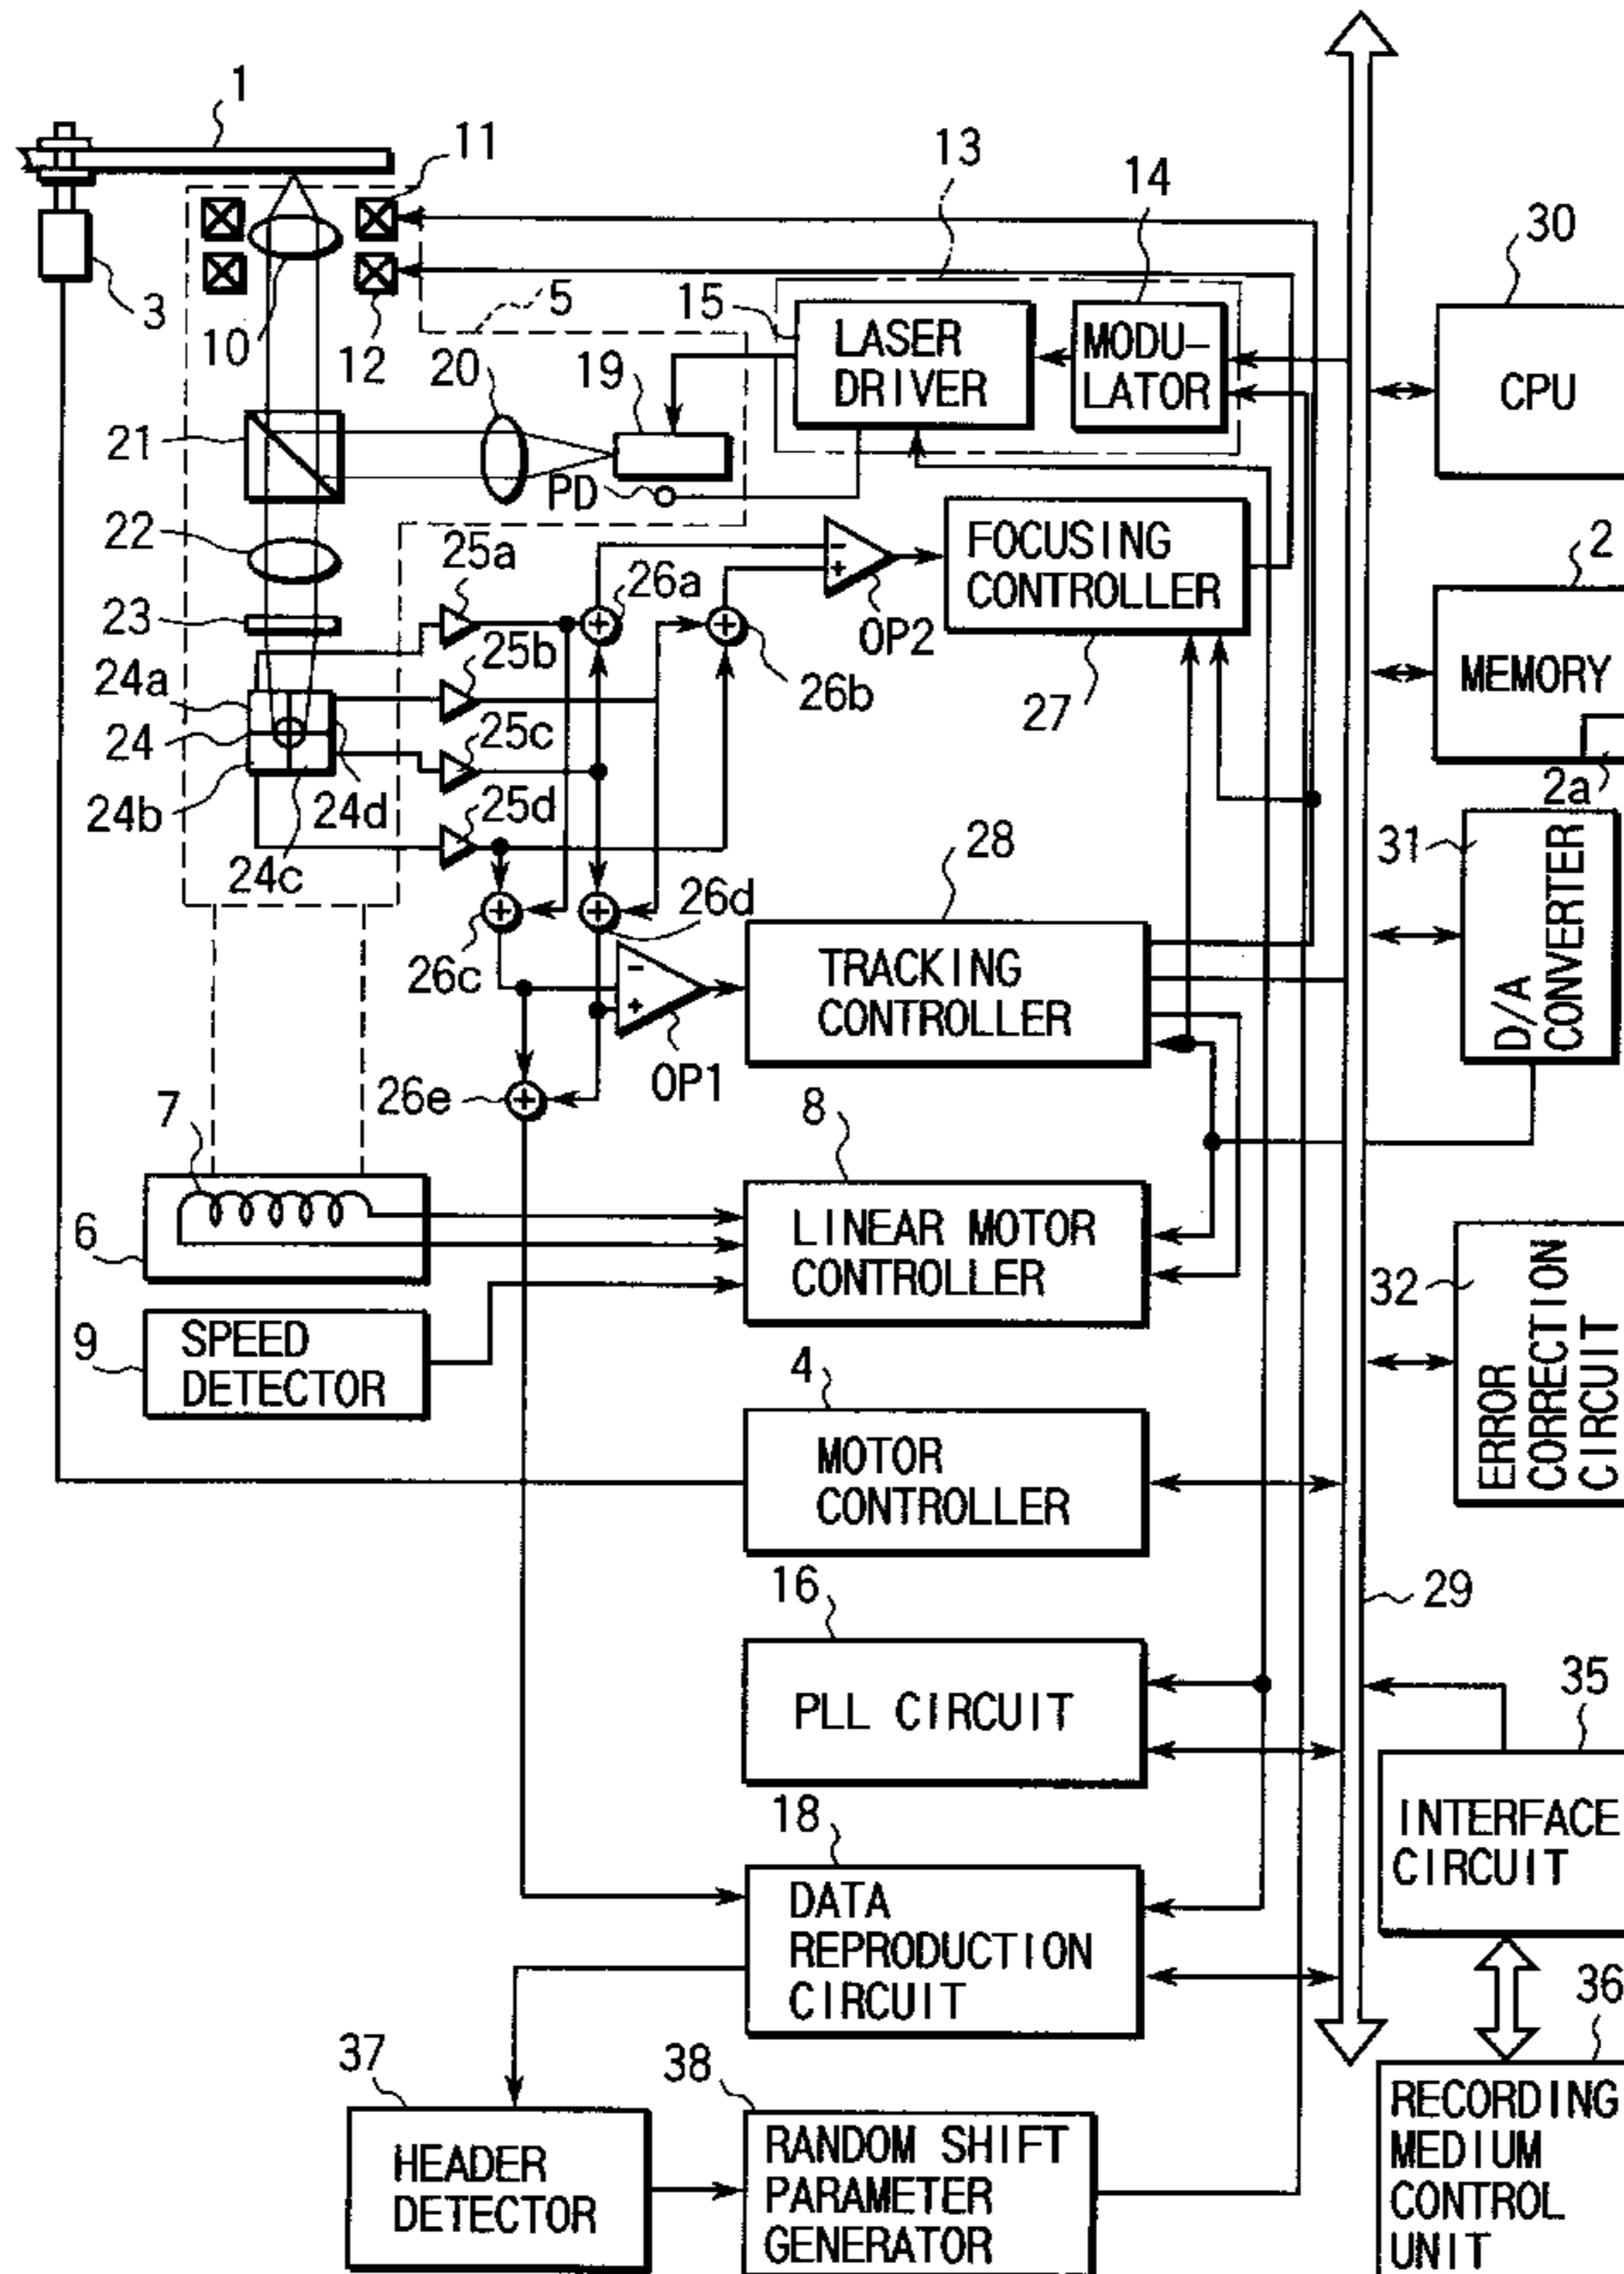 1
11
13
14
30
3
10
12
5
15
LASER
DRIVER
MODU-
LATOR
CPU
20
19
21
PD
22
25a
26a
FOCUSING
CONTROLLER
2
23
25b
OP2
MEMORY
24a
26b
27
24
25c
2a
24b
24d
25d
24c
28
31
26d
26c
-
+
-
+
TRACKING
CONTROLLER
D/A
CONVERTER
26e
OP1
7
8
6
LINEAR MOTOR
CONTROLLER
32
ERROR
CORRECTION
CIRCUIT
9
SPEED
DETECTOR
4
MOTOR
CONTROLLER
16
29
PLL CIRCUIT
35
18
INTERFACE
CIRCUIT
DATA
REPRODUCTION
CIRCUIT
36
37
38
HEADER
DETECTOR
RANDOM SHIFT
PARAMETER
GENERATOR
RECORDING
MEDIUM
CONTROL
UNIT